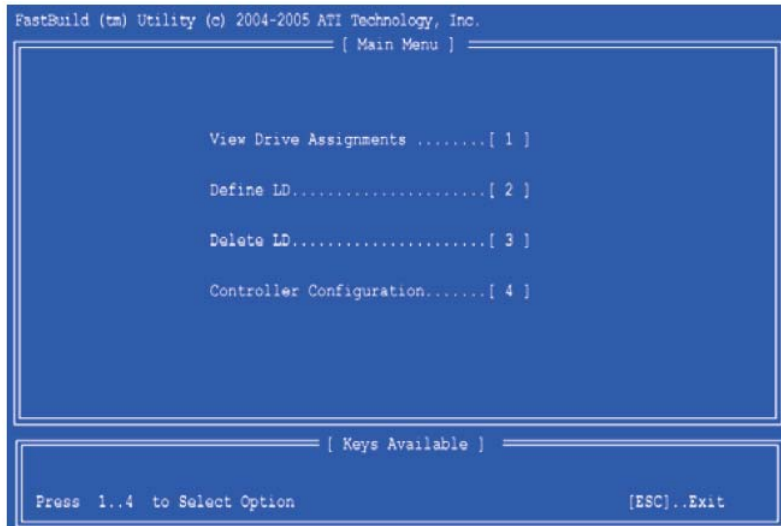 FastBuild (tm) Utility (c) 2004-2005 ATI Technology, Inc.
[ Main Menu ]
View Drive Assignments ........[ 1 ]
Define LD......................[ 2 ]
Delete LD......................[ 3 ]
Controller Configuration.......[ 4 ]
[ Keys Available ]
Press 1..4 to Select Option [ESC]..Exit